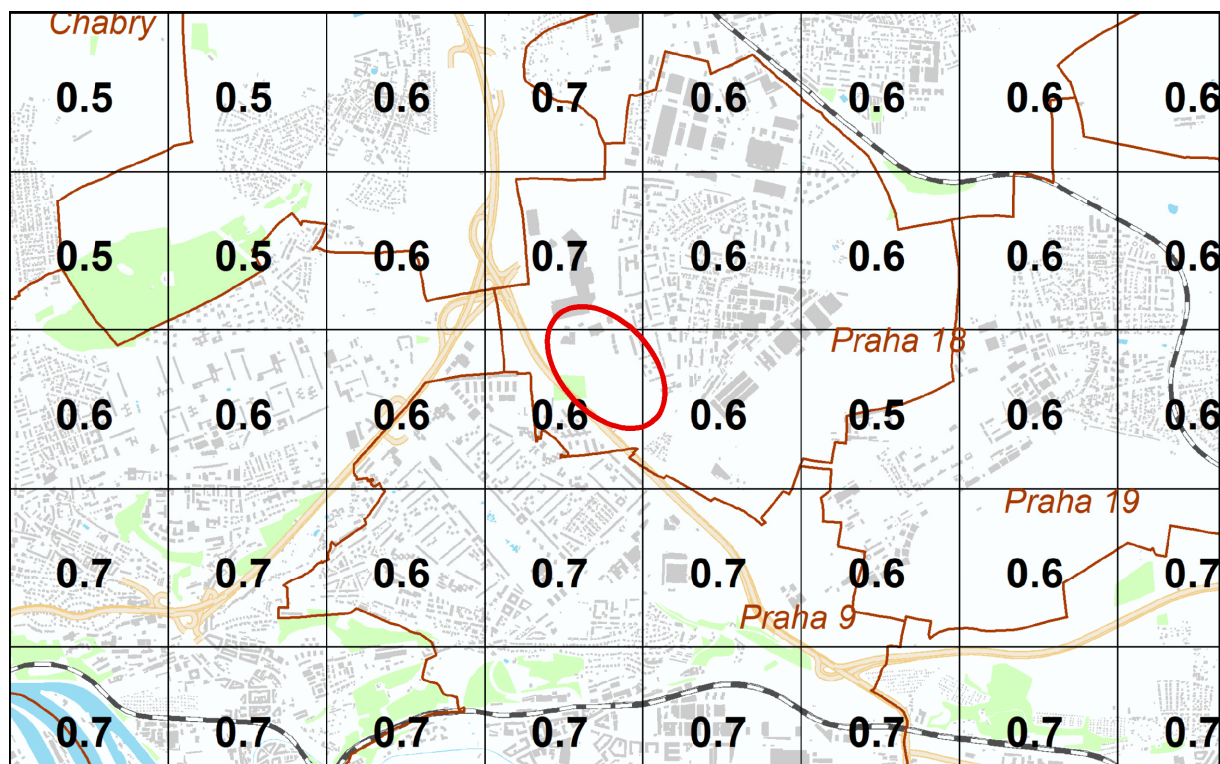 Chabry
0.5 0.5 0.6 0.7 0.6 0.6 0.6 0.6
0.5 0.5 0.6 0.7 0.6 0.6 0.6 0.6
Praha 18
0.6 0.6 0.6 0.6 0.6 0.5 0.6 0.6
Praha 19
0.7 0.7 0.6 0.7 0.7 0.6 0.6 0.7
Praha 9
0.7 0.7 0.7 0.7 0.7 0.7 0.7 0.7